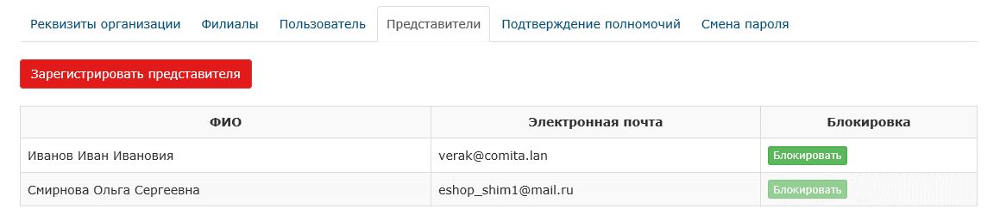 Реквизиты организации Филиалы Пользователь Представители Подтверждение полномочий Смена пароля
Зарегистрировать представителя
ФИО Электронная почта Блокировка
Иванов Иван Ивановия verak@comita.lan Блокировать
Смирнова Ольга Сергеевна eshop_shim1@mail.ru Блокировать